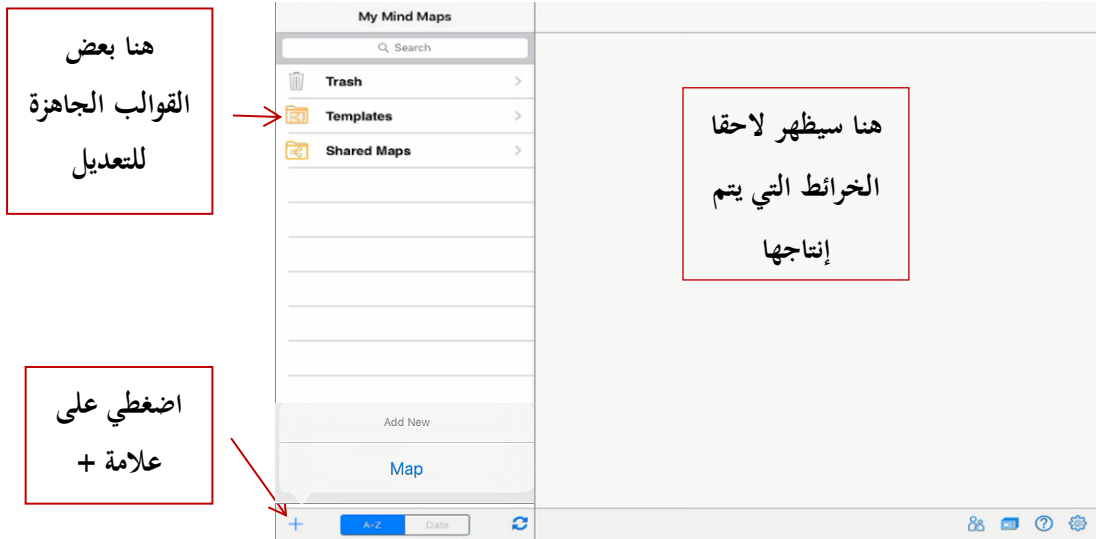 هنا بعض
القوالب الجاهزة
للتعديل
My Mind Maps
Search
Trash
Templates
Shared Maps
هنا سيظهر لاحقا
الخرائط التي يتم
إنتاجها
اضغطي على
علامة +
Add New
Map
A-Z
Date